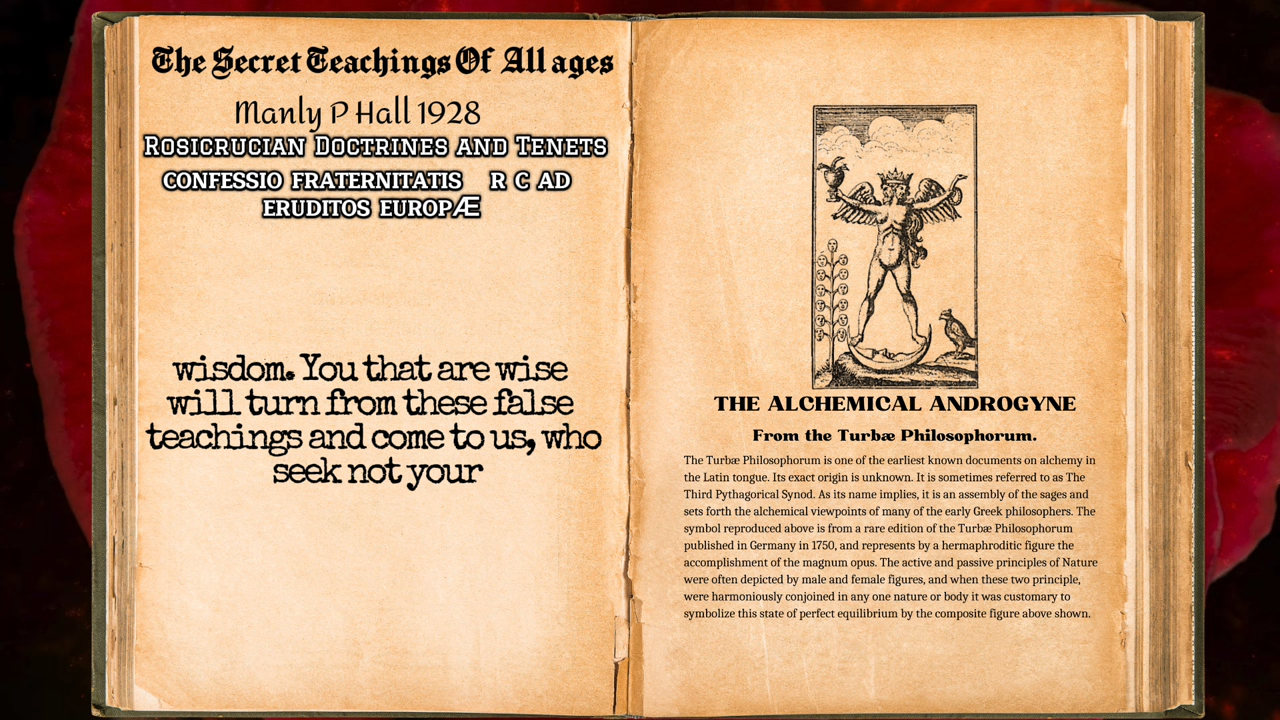 The Secret Teachings Of All ages
Manly P Hall 1928
Rosicrucian Doctrines and Tenets
CONFESSIO FRATERNITATIS R C AD
ERUDITOS EUROPÆ
wisdom. You that are wise
will turn from these false
teachings and come to us, who
seek not your
THE ALCHEMICAL ANDROGYNE
From the Turbæ Philosophorum.
The Turbæ Philosophorum is one of the earliest known documents on alchemy in
the Latin tongue. Its exact origin is unknown. It is sometimes referred to as The
Third Pythagorical Synod. As its name implies, it is an assembly of the sages and
sets forth the alchemical viewpoints of many of the early Greek philosophers. The
symbol reproduced above is from a rare edition of the Turbæ Philosophorum
published in Germany in 1750, and represents by a hermaphroditic figure the
accomplishment of the magnum opus. The active and passive principles of Nature
were often depicted by male and female figures, and when these two principle,
were harmoniously conjoined in any one nature or body it was customary to
symbolize this state of perfect equilibrium by the composite figure above shown.